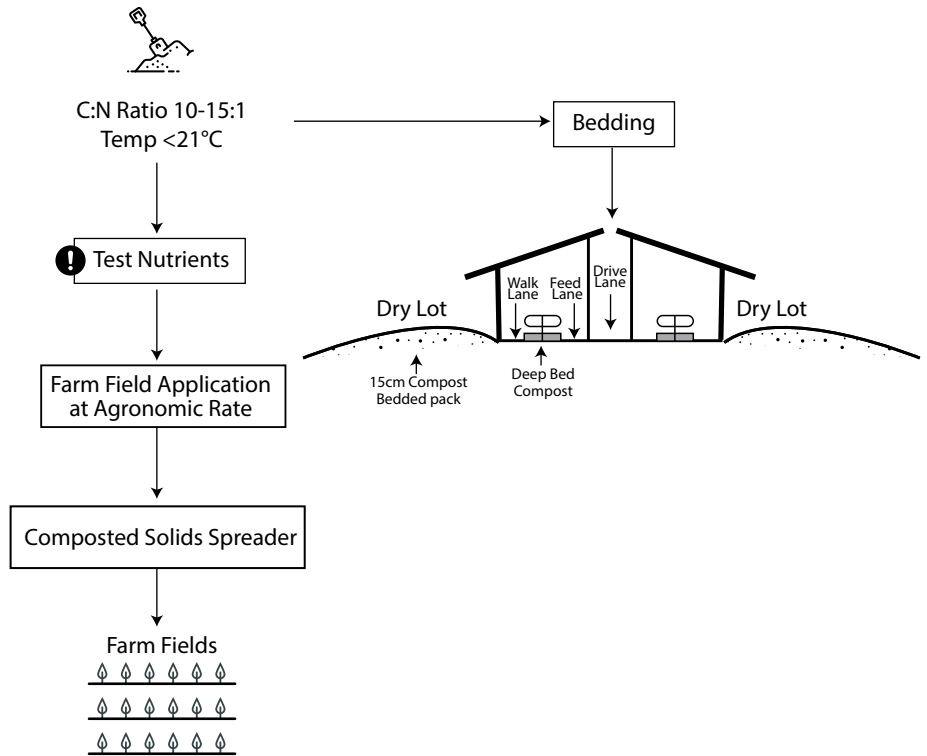 C:N Ratio 10-15:1
Temp <21°C
Bedding
Test Nutrients
Walk
Lane
Feed
Lane
Drive
Lane
Dry Lot
Dry Lot
15cm Compost
Bedded pack
Deep Bed
Compost
Farm Field Application
at Agronomic Rate
Composted Solids Spreader
Farm Fields